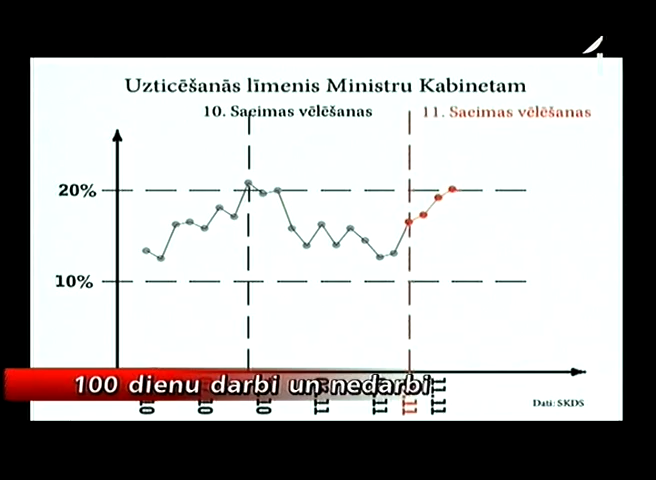 4
Uzticēšanās līmenis Ministru Kabinetam
10. Saeimas vēlēšanas
11. Saeimas vēlēšanas
20%
10%
100 dienu darbi un nedarbi
Dati: SKDS